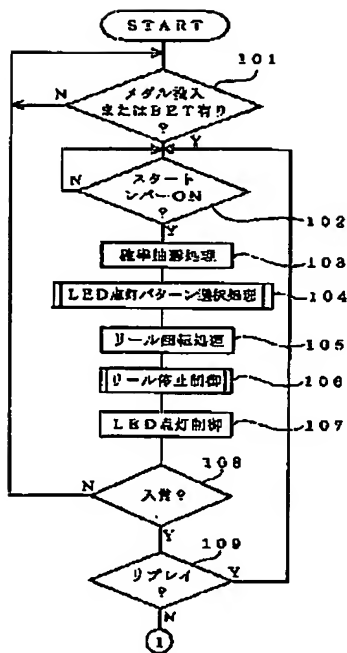 START
101
N
メダル投入
またはBET有り
?
Y
N
スタート
レバーON
?
102
Y
確率抽選処理
103
LED点灯パターン選択処理
104
リール回転処理
105
リール停止制御
106
LED点灯制御
107
108
N
入賞?
Y
109
リプレイ
?
Y
N
1